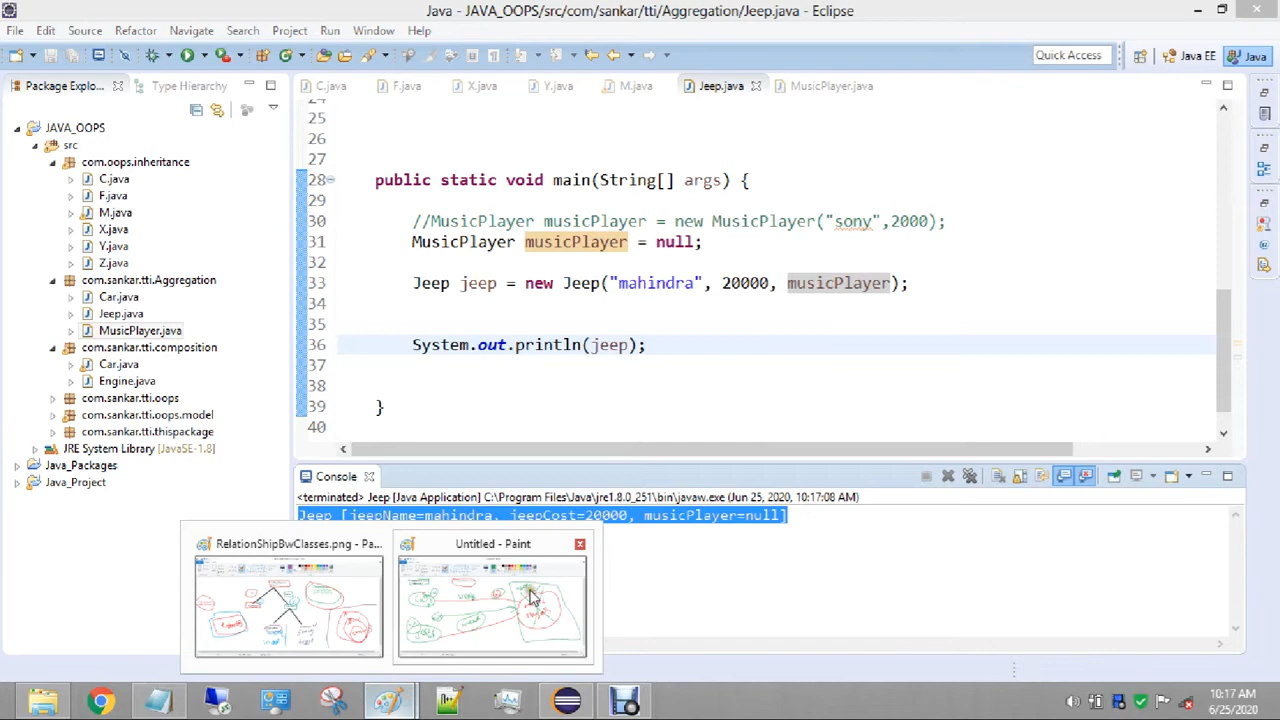 Java - JAVA_OOPS/src/com/sankar/tti/Aggregation/Jeep.java - Eclipse
File Edit Source Refactor Navigate Search Project Run Window Help
Quick Access
Java EE
Java
Package Explo...
Type Hierarchy
C.java
F.java
X.java
Y.java
M.java
Jeep.java
MusicPlayer.java
JAVA_OOPS
src
com.oops.inheritance
C.java
F.java
M.java
X.java
Y.java
Z.java
com.sankar.tti.Aggregation
Car.java
Jeep.java
MusicPlayer.java
com.sankar.tti.composition
Car.java
Engine.java
com.sankar.tti.oops
com.sankar.tti.oops.model
com.sankar.tti.thispackage
JRE System Library [JavaSE-1.8]
Java_Packages
Java_Project
24
25
26
27
28 public static void main(String[] args) {
29
30 //MusicPlayer musicPlayer = new MusicPlayer("sony",2000);
31 MusicPlayer musicPlayer = null;
32
33 Jeep jeep = new Jeep("mahindra", 20000, musicPlayer);
34
35
36 System.out.println(jeep);
37
38
39 }
40
Console
<terminated> Jeep [Java Application] C:\Program Files\Java\jre1.8.0_251\bin\javaw.exe (Jun 25, 2020, 10:17:08 AM)
Jeep [jeepName=mahindra, jeepCost=20000, musicPlayer=null]
RelationShipBwClasses.png - Pa...
Untitled - Paint
10:17 AM
6/25/2020